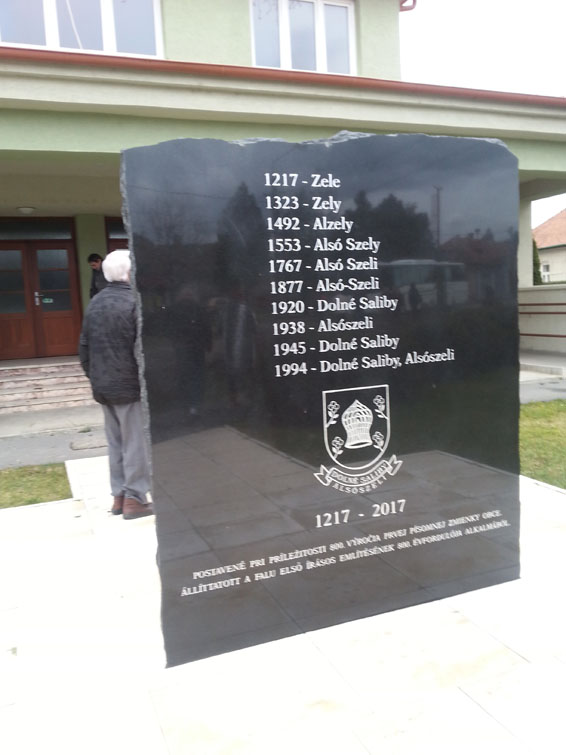 1217 - Zele
1323 - Zely
1492 - Alzely
1553 - Alsó Szely
1767 - Alsó Szeli
1877 - Alsó-Szeli
1920 - Dolné Saliby
1938 - Alsószeli
1945 - Dolné Saliby
1994 - Dolné Saliby, Alsószeli
DOLNÉ SALIBY
ALSÓSZELI
1217 - 2017
POSTAVENÉ PRI PRÍLEŽITOSTI 800. VÝROČIA PRVEJ PÍSOMNEJ ZMIENKY OBCE.
ÁLLÍTTATOTT A FALU ELSŐ ÍRÁSOS EMLÍTÉSÉNEK 800. ÉVFORDULÓJA ALKALMÁBÓL.